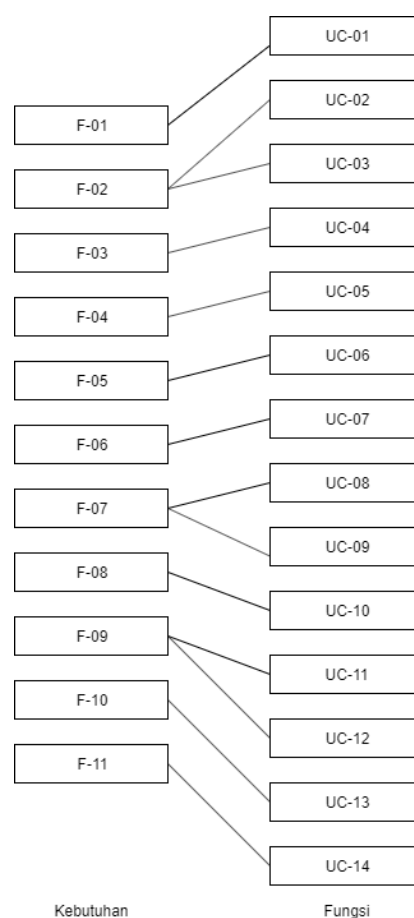 UC-01
UC-02
F-01
UC-03
F-02
UC-04
F-03
UC-05
F-04
UC-06
F-05
UC-07
F-06
UC-08
F-07
UC-09
F-08
UC-10
F-09
UC-11
F-10
UC-12
F-11
UC-13
UC-14
Kebutuhan
Fungsi